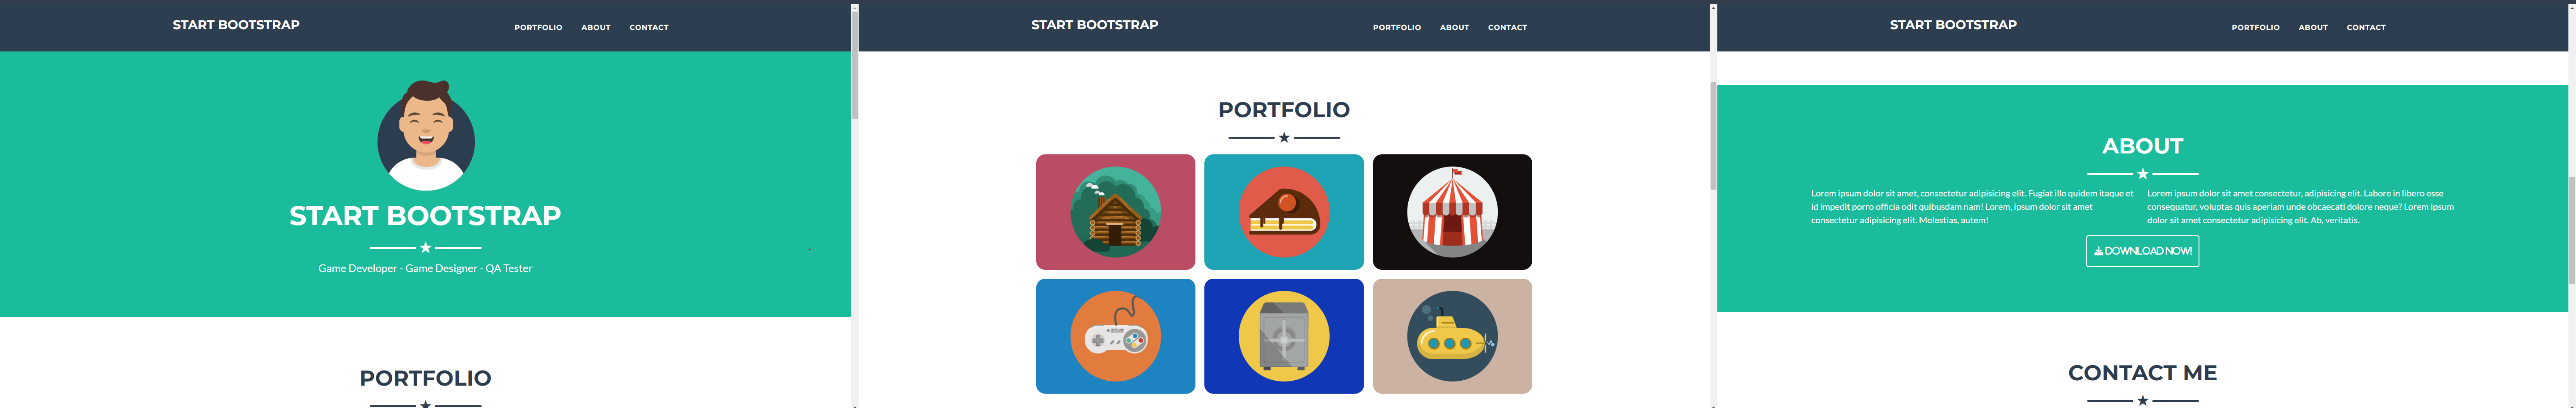 START BOOTSTRAP
PORTFOLIO ABOUT CONTACT
START BOOTSTRAP
Game Developer - Game Designer - QA Tester
PORTFOLIO
START BOOTSTRAP
PORTFOLIO ABOUT CONTACT
PORTFOLIO
START BOOTSTRAP
PORTFOLIO ABOUT CONTACT
ABOUT
Lorem ipsum dolor sit amet, consectetur adipisicing elit. Fugiat illo quidem itaque et
id impedit porro officia odit quibusdam nam! Lorem, ipsum dolor sit amet
consectetur adipisicing elit. Molestias, autem!
Lorem ipsum dolor sit amet consectetur, adipisicing elit. Labore in libero esse
consequatur, voluptas quis aperiam unde obcaecati dolore neque? Lorem ipsum
dolor sit amet consectetur adipisicing elit. Ab, veritatis.
DOWNLOAD NOW!
CONTACT ME